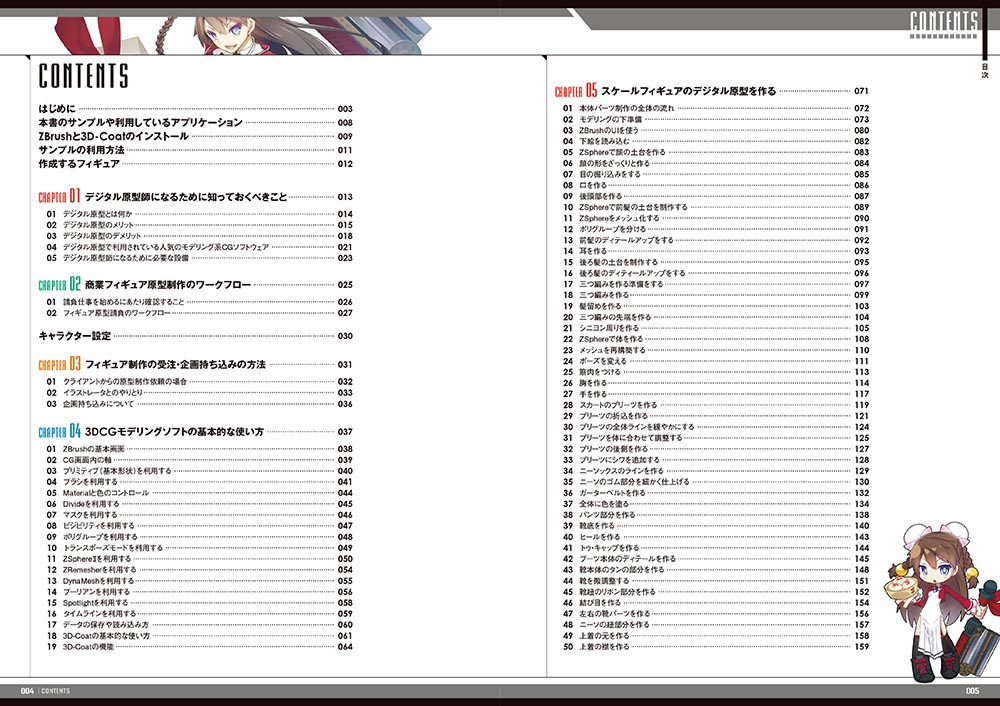 CONTENTS
はじめに 003
本書のサンプルや利用しているアプリケーション 008
ZBrushと3D-Coatのインストール 009
サンプルの利用方法 011
作成するフィギュア 012
CHAPTER 01 デジタル原型師になるために知っておくべきこと 013
01 デジタル原型とは何か 014
02 デジタル原型のメリット 015
03 デジタル原型のデメリット 018
04 デジタル原型で利用されている人気のモデリング系CGソフトウェア 021
05 デジタル原型師になるために必要な設備 023
CHAPTER 02 商業フィギュア原型制作のワークフロー 025
01 請負仕事を始めるにあたり確認すること 026
02 フィギュア原型請負のワークフロー 027
キャラクター設定 030
CHAPTER 03 フィギュア制作の受注・企画持ち込みの方法 031
01 クライアントからの原型制作依頼の場合 032
02 イラストレータとのやりとり 033
03 企画持ち込みについて 036
CHAPTER 04 3DCGモデリングソフトの基本的な使い方 037
01 ZBrushの基本画面 038
02 CG画面内の軸 039
03 プリミティブ（基本形状）を利用する 040
04 ブラシを利用する 041
05 Materialと色のコントロール 044
06 Divideを利用する 045
07 マスクを利用する 046
08 ビジビリティを利用する 047
09 ポリグループを利用する 048
10 トランスポーズモードを利用する 049
11 ZSphereⅡを利用する 050
12 ZRemesherを利用する 054
13 DynaMeshを利用する 055
14 ブーリアンを利用する 056
15 Spotlightを利用する 058
16 タイムラインを利用する 059
17 データの保存や読み込み方 060
18 3D-Coatの基本的な使い方 061
19 3D-Coatの機能 064
004 | CONTENTS
CONTENTS
目次
CHAPTER 05 スケールフィギュアのデジタル原型を作る 071
01 本体パーツ制作の全体の流れ 072
02 モデリングの下準備 073
03 ZBrushのUIを使う 080
04 下絵を読み込む 082
05 ZSphereで顔の土台を作る 083
06 顔の形をざっくりと作る 084
07 目の掘り込みをする 085
08 口を作る 086
09 後頭部を作る 087
10 ZSphereで前髪の土台を制作する 089
11 ZSphereをメッシュ化する 090
12 ポリグループを分ける 091
13 前髪のディテールアップをする 092
14 耳を作る 093
15 後ろ髪の土台を制作する 095
16 後ろ髪のディティールアップをする 096
17 三つ編みを作る準備をする 097
18 三つ編みを作る 099
19 髪留めを作る 103
20 三つ編みの先端を作る 104
21 シニヨン周りを作る 105
22 ZSphereで体を作る 108
23 メッシュを再構築する 110
24 ポーズを変える 111
25 筋肉をつける 113
26 胸を作る 114
27 手を作る 117
28 スカートのプリーツを作る 119
29 プリーツの折込を作る 121
30 プリーツの全体ラインを緩やかにする 124
31 プリーツを体に合わせて調整する 125
32 プリーツの後側を作る 127
33 プリーツにシワを追加する 128
34 ニーソックスのラインを作る 129
35 ニーソのゴム部分を細かく仕上げる 130
36 ガーターベルトを作る 132
37 全体に色を塗る 134
38 パンツ部分を作る 138
39 靴底を作る 140
40 ヒールを作る 143
41 トゥ・キャップを作る 144
42 ブーツ本体のディテールを作る 145
43 靴本体のタンの部分を作る 148
44 靴を微調整する 151
45 靴紐のリボン部分を作る 152
46 結び目を作る 154
47 左右の靴パーツを作る 156
48 ニーソの紐部分を作る 157
49 上着の元を作る 158
50 上着の襟を作る 159
005